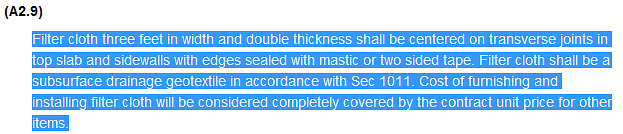 (A2.9)
Filter cloth three feet in width and double thickness shall be centered on transverse joints in
top slab and sidewalls with edges sealed with mastic or two sided tape. Filter cloth shall be a
subsurface drainage geotextile in accordance with Sec 1011. Cost of furnishing and
installing filter cloth will be considered completely covered by the contract unit price for other
items.